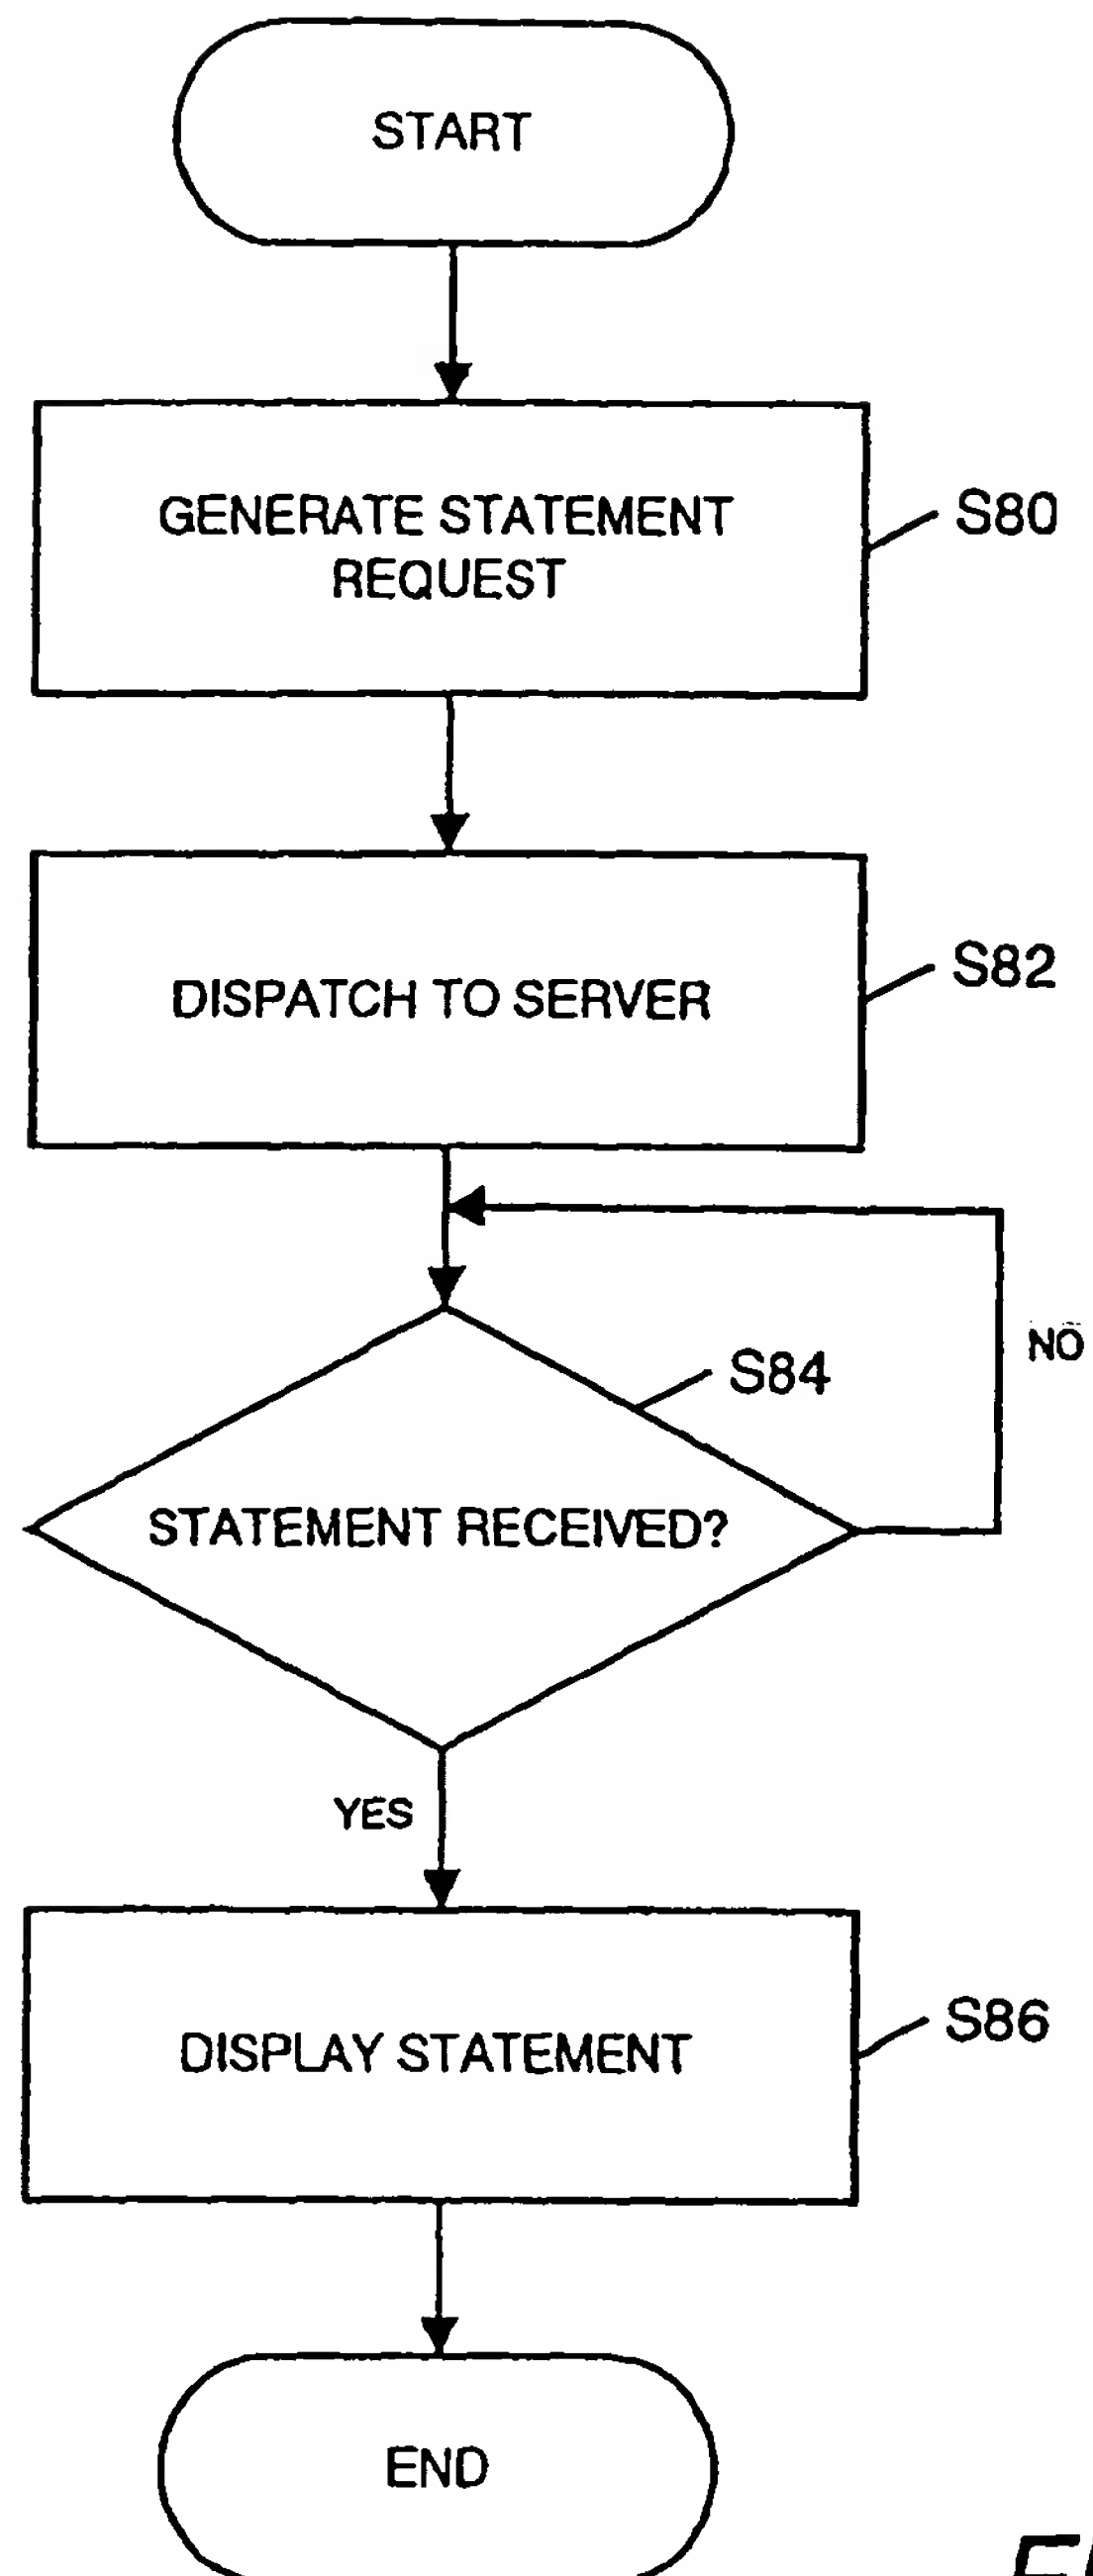 START
GENERATE STATEMENT
REQUEST
S80
DISPATCH TO SERVER
S82
NO
S84
STATEMENT RECEIVED?
YES
DISPLAY STATEMENT
S86
END